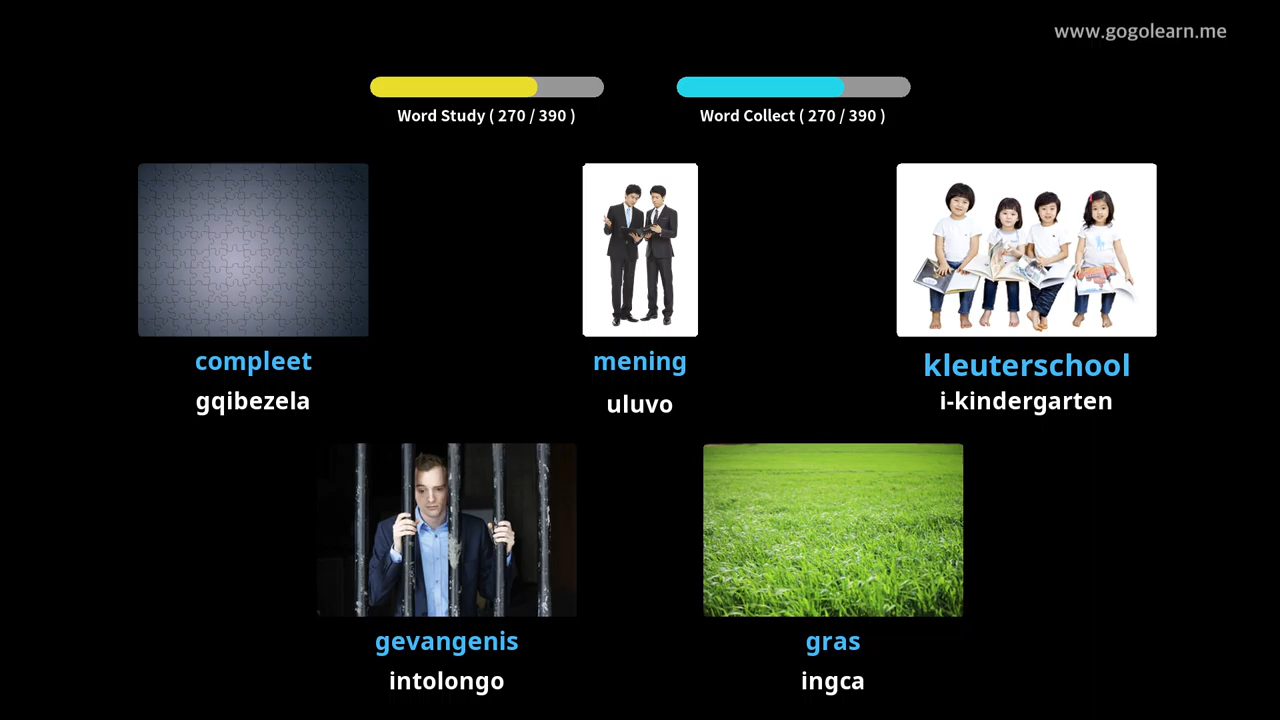 www.gogolearn.me
Word Study ( 270 / 390 )
Word Collect ( 270 / 390 )
compleet
gqibezela
mening
uluvo
kleuterschool
i-kindergarten
gevangenis
intolongo
gras
ingca